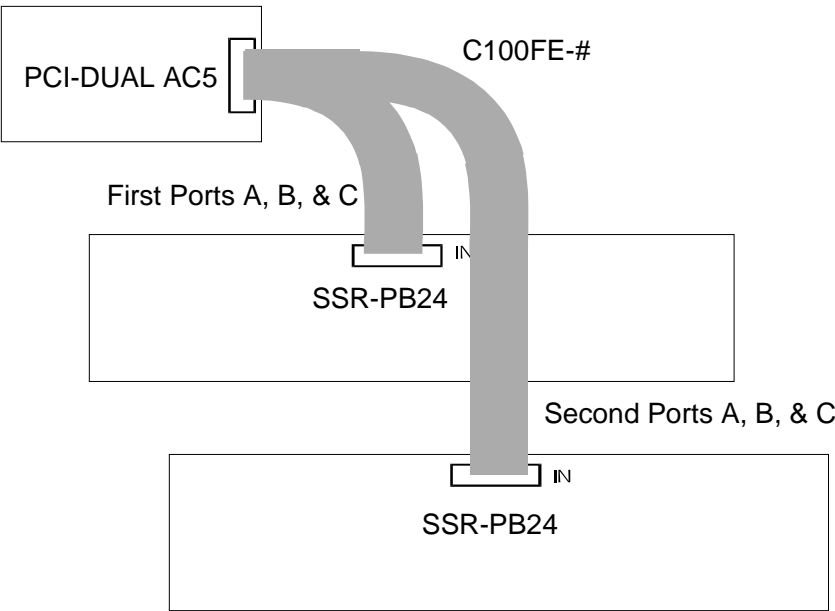 C100FE-#
PCI-DUAL AC5
First Ports A, B, & C
IN
SSR-PB24
Second Ports A, B, & C
IN
SSR-PB24